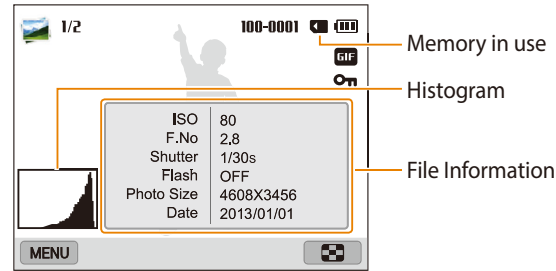 1/2 100-0001
Memory in use
GIF
Histogram
ISO 80
F.No 2.8
Shutter 1/30s
Flash OFF
Photo Size 4608X3456
Date 2013/01/01
File Information
MENU